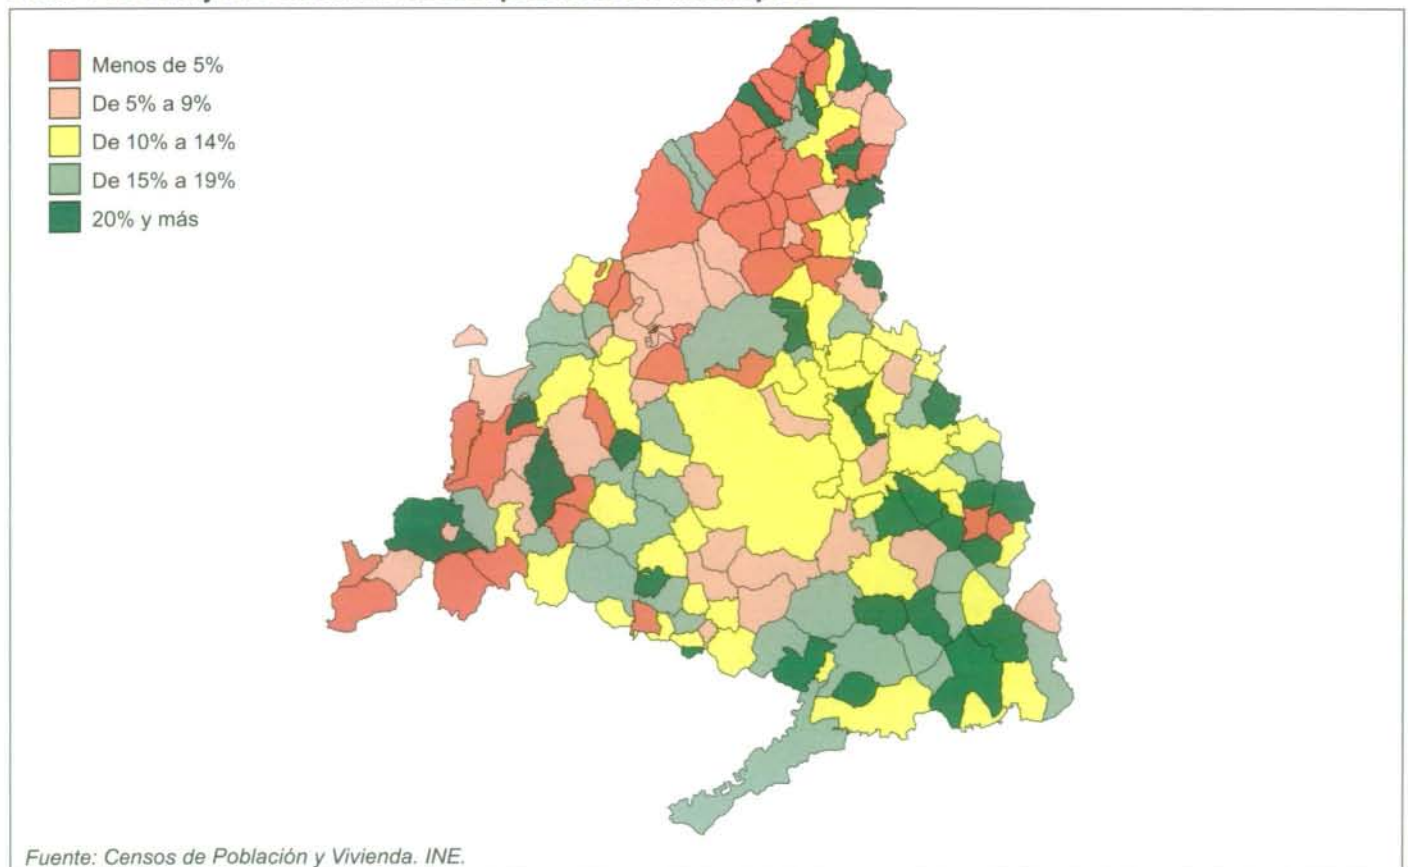 Menos de 5%
De 5% a 9%
De 10% a 14%
De 15% a 19%
20% y más
Fuente: Censos de Población y Vivienda. INE.